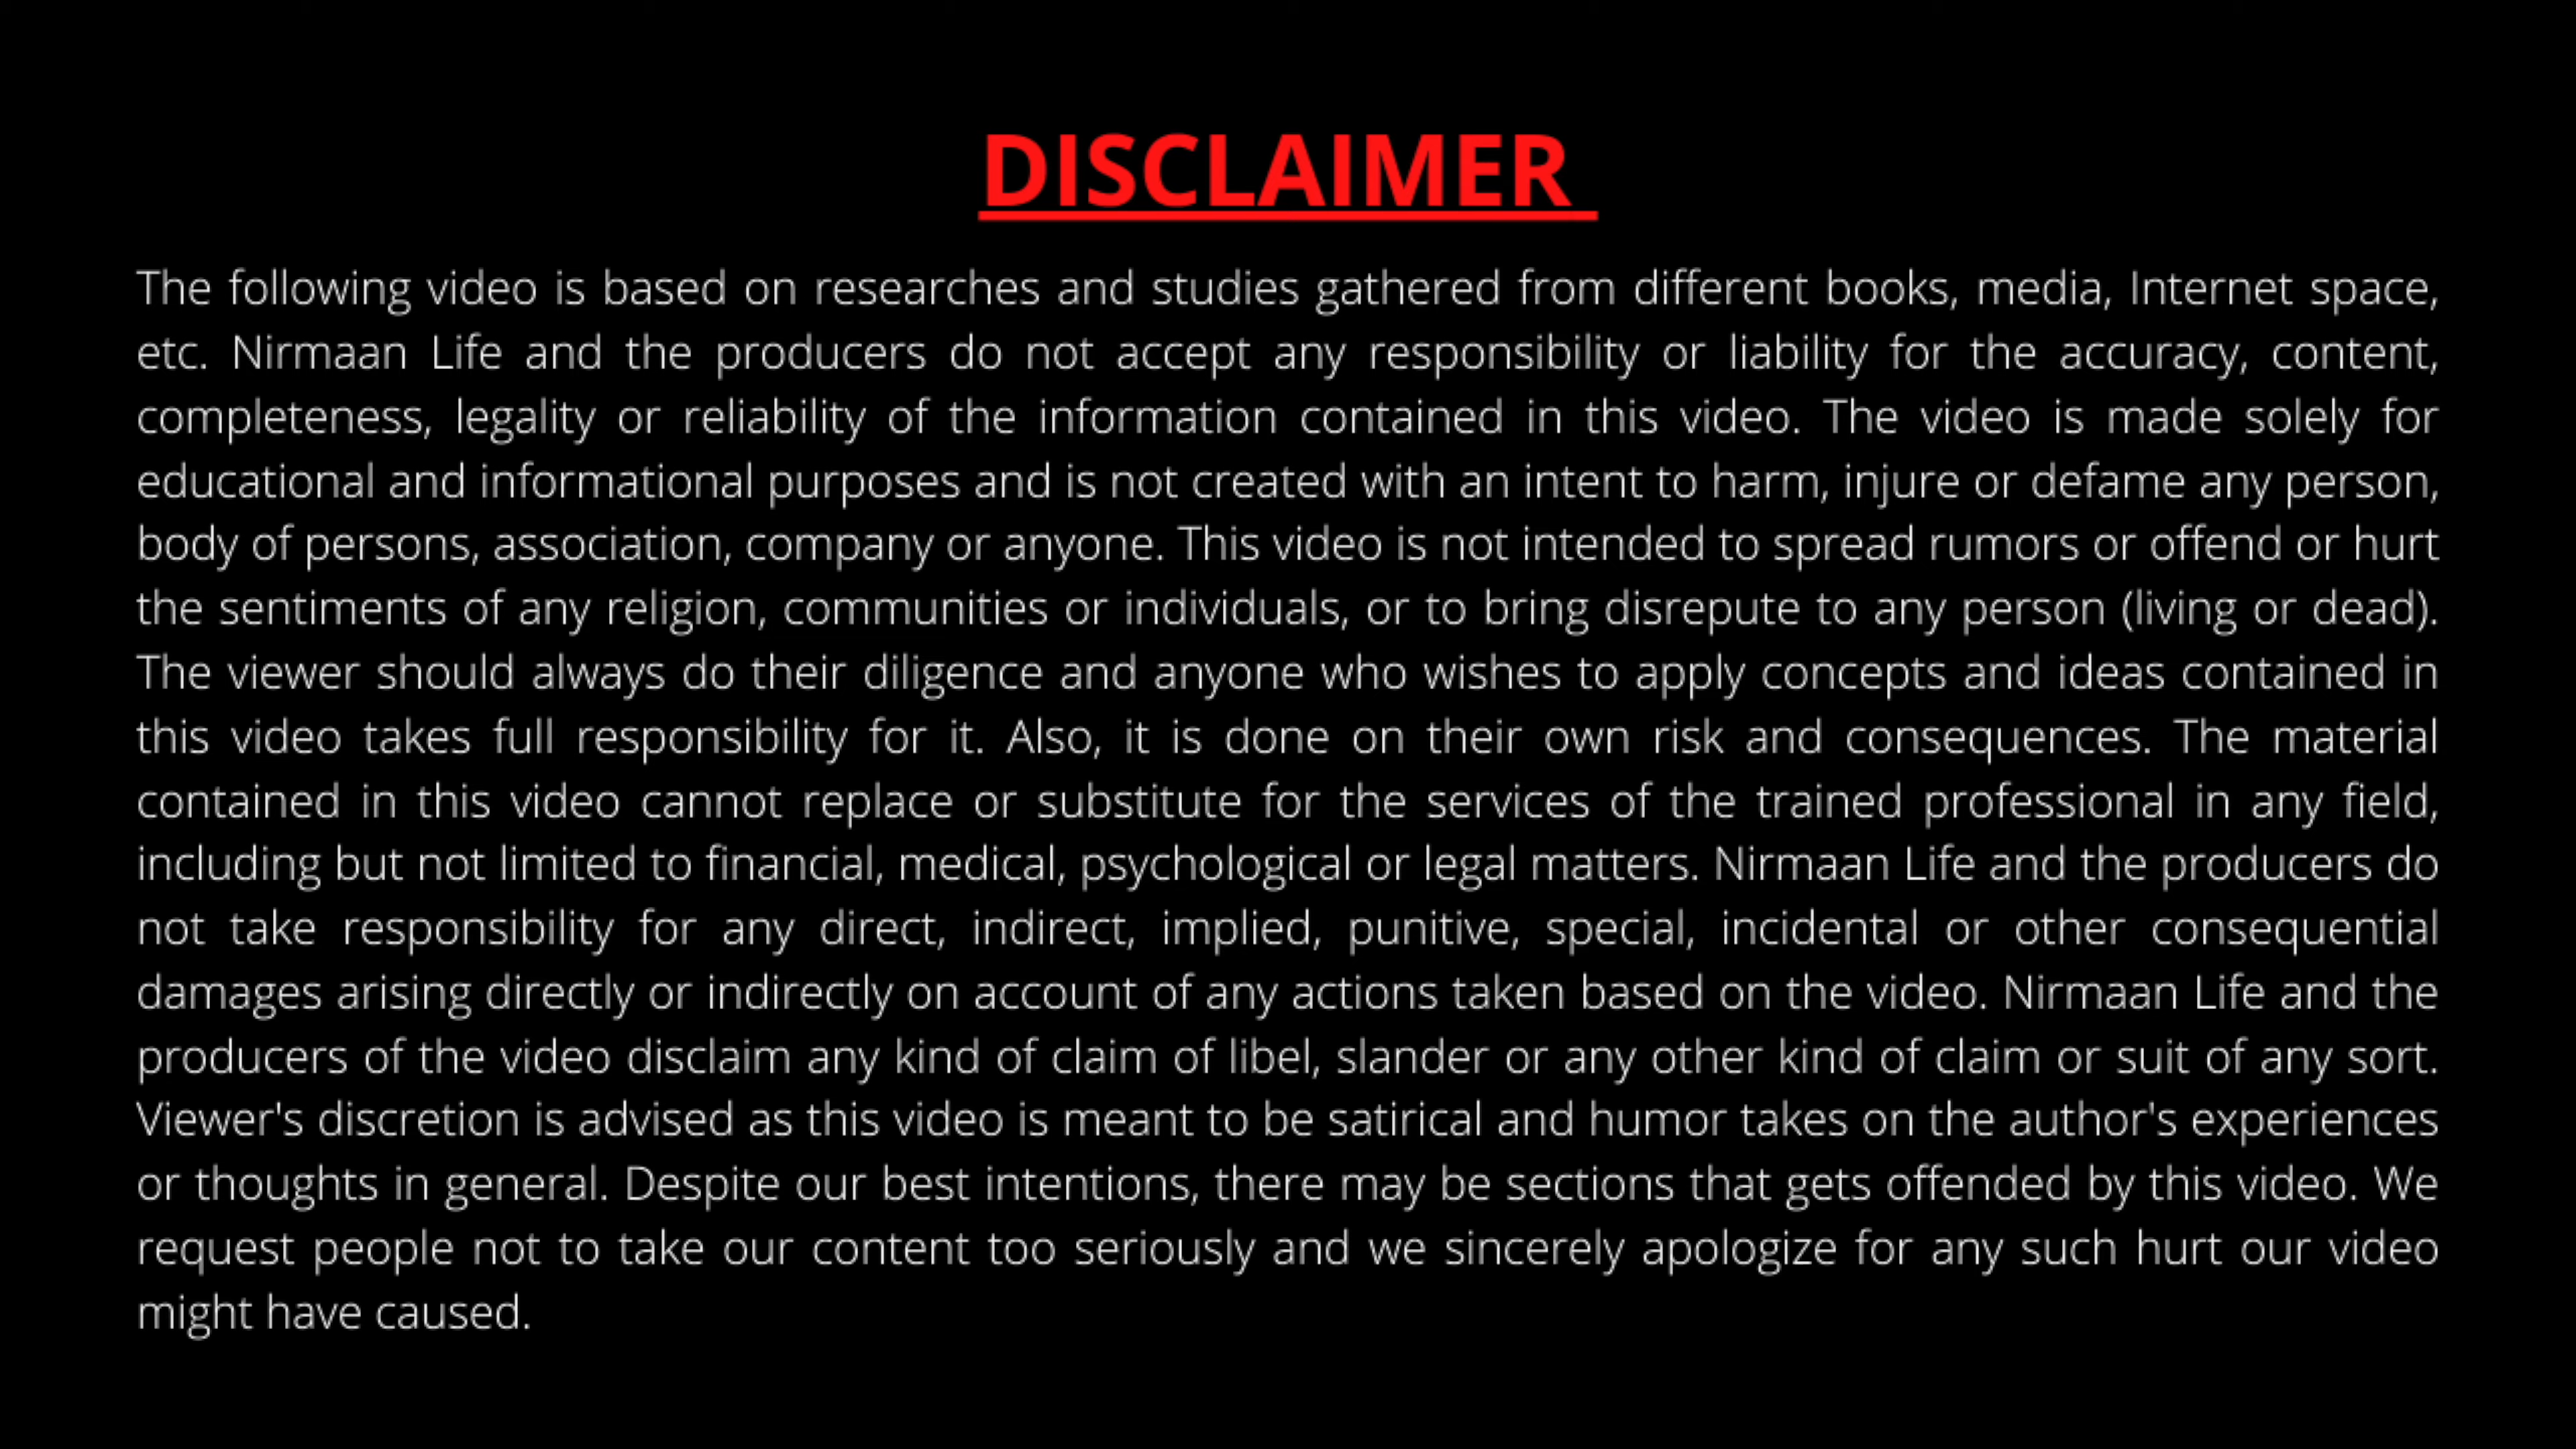 DISCLAIMER
The following video is based on researches and studies gathered from different books, media, Internet space,
etc. Nirmaan Life and the producers do not accept any responsibility or liability for the accuracy, content,
completeness, legality or reliability of the information contained in this video. The video is made solely for
educational and informational purposes and is not created with an intent to harm, injure or defame any person,
body of persons, association, company or anyone. This video is not intended to spread rumors or offend or hurt
the sentiments of any religion, communities or individuals, or to bring disrepute to any person (living or dead).
The viewer should always do their diligence and anyone who wishes to apply concepts and ideas contained in
this video takes full responsibility for it. Also, it is done on their own risk and consequences. The material
contained in this video cannot replace or substitute for the services of the trained professional in any field,
including but not limited to financial, medical, psychological or legal matters. Nirmaan Life and the producers do
not take responsibility for any direct, indirect, implied, punitive, special, incidental or other consequential
damages arising directly or indirectly on account of any actions taken based on the video. Nirmaan Life and the
producers of the video disclaim any kind of claim of libel, slander or any other kind of claim or suit of any sort.
Viewer's discretion is advised as this video is meant to be satirical and humor takes on the author's experiences
or thoughts in general. Despite our best intentions, there may be sections that gets offended by this video. We
request people not to take our content too seriously and we sincerely apologize for any such hurt our video
might have caused.